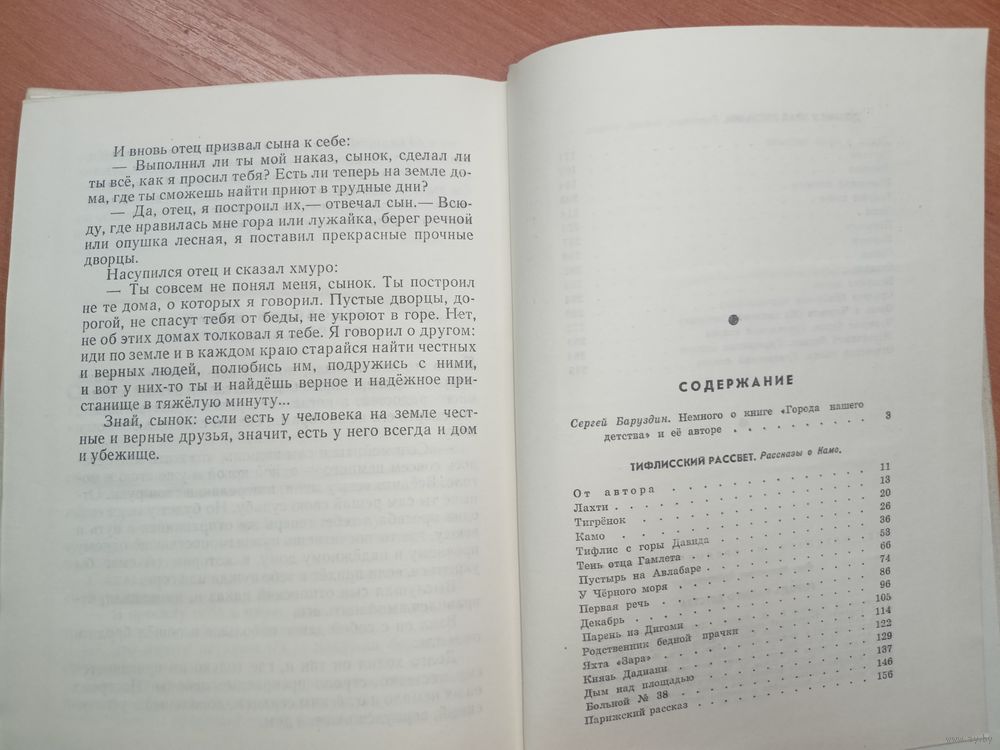 И вновь отец призвал сына к себе:
— Выполнил ли ты мой наказ, сынок, сделал ли
ты всё, как я просил тебя? Есть ли теперь на земле до-
ма, где ты сможешь найти приют в трудные дни?
— Да, отец, я построил их,— отвечал сын.— Всю-
ду, где нравилась мне гора или лужайка, берег речной
или опушка лесная, я поставил прекрасные прочные
дворцы.
Насупился отец и сказал хмуро:
— Ты совсем не понял меня, сынок. Ты построил
не те дома, о которых я говорил. Пустые дворцы, до-
рогой, не спасут тебя от беды, не укроют в горе. Нет,
не об этих домах толковал я тебе. Я говорил о другом:
иди по земле и в каждом краю старайся найти честных
и верных людей, полюбись им, подружись с ними,
и вот у них-то ты и найдёшь верное и надёжное при-
станище в тяжёлую минуту...
Знай, сынок: если есть у человека на земле чест-
ные и верные друзья, значит, есть у него всегда и дом
и убежище.
СОДЕРЖАНИЕ
Сергей Баруздин. Немного о книге «Города нашего
детства» и её авторе . . . . . . . . . 3
ТИФЛИССКИЙ РАССВЕТ. Рассказы о Камо.
От автора . . . . . . . . . . 11
Лахти . . . . . . . . . . 13
Тигрёнок . . . . . . . . . . 20
Камо . . . . . . . . . . 26
Тифлис с горы Давида . . . . . . . 36
Тень отца Гамлета . . . . . . . 53
Пустырь на Авлабаре . . . . . . . 66
У Чёрного моря . . . . . . . . 74
Первая речь . . . . . . . . 86
Декабрь . . . . . . . . . 96
Парень из Дигоми . . . . . . . 105
Родственник бедной прачки . . . . . 114
Яхта «Зара» . . . . . . . . 122
Князь Дадиани . . . . . . . . 129
Дым над площадью . . . . . . . 137
Больной № 38 . . . . . . . . 146
Парижский рассказ . . . . . . . 156
www.ay.by